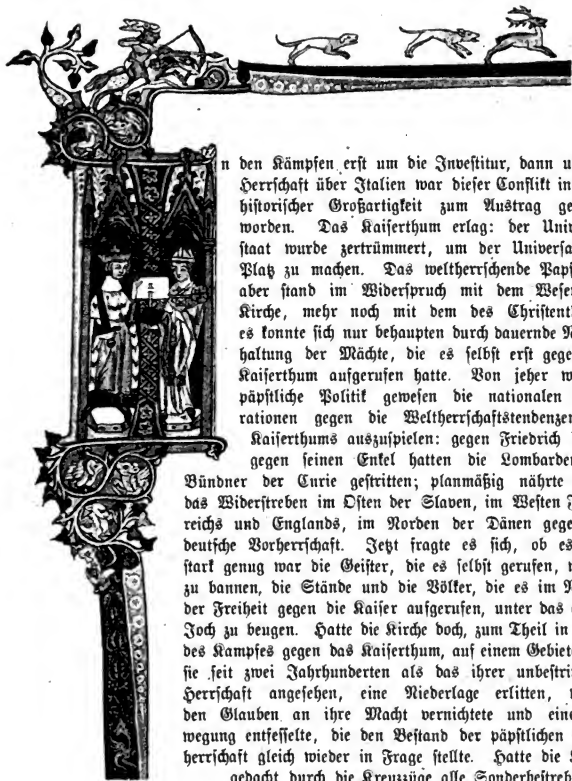 n den Kämpfen erst um die Investitur, dann u
Herrschaft über Italien war dieser Conflikt in
historischer Großartigkeit zum Austrag ge
worden. Das Kaiserthum erlag: der Univ
staat wurde zertrümmert, um der Universa
Platz zu machen. Das weltherrschende Paps
aber stand im Widerspruch mit dem Wesen
Kirche, mehr noch mit dem des Christent
es konnte sich nur behaupten durch dauernde N
haltung der Mächte, die es selbst erst gege
Kaiserthum aufgerufen hatte. Von jeher w
päpstliche Politik gewesen die nationalen
rationen gegen die Weltherrschaftstendenzen
Kaiserthums auszuspielen: gegen Friedrich
gegen seinen Enkel hatten die Lombarden
Bündner der Curie gestritten; planmäßig nährte
das Widerstreben im Osten der Slaven, im Westen F
reichs und Englands, im Norden der Dänen gege
deutsche Vorherrschaft. Jetzt fragte es sich, ob es
stark genug war die Geister, die es selbst gerufen, w
zu bannen, die Stände und die Völker, die es im N
der Freiheit gegen die Kaiser aufgerufen, unter das
Joch zu beugen. Hatte die Kirche doch, zum Theil in
des Kampfes gegen das Kaiserthum, auf einem Gebiete
sie seit zwei Jahrhunderten als das ihrer unbestri
Herrschaft angesehen, eine Niederlage erlitten, w
den Glauben an ihre Macht vernichtete und eine
wegung entfesselte, die den Bestand der päpstlichen
herrschaft gleich wieder in Frage stellte. Hatte die
gedacht durch die Kreuzzüge alle Sonderbestre